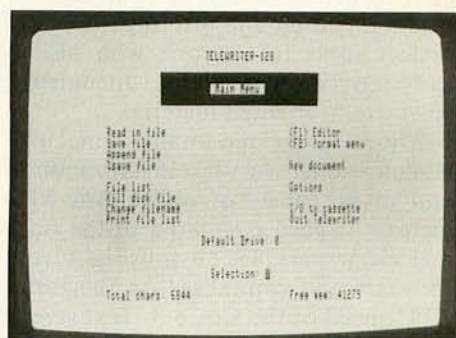 TELEWRITER-128
Main Menu
Read in file (F1) Editor
Save file (F2) Format menu
Append file
Spave file New document
File list Options
Kill disk file
Change filename I/O to cassette
Print file list Quit Telewriter
Default Drive: 0
Selection:
Total chars: 6844 Free mem: 41275